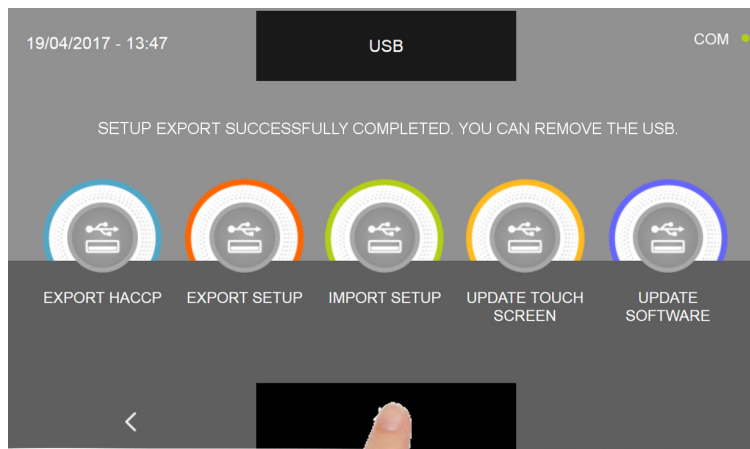 19/04/2017 - 13:47
USB
COM
SETUP EXPORT SUCCESSFULLY COMPLETED. YOU CAN REMOVE THE USB.
EXPORT HACCP
EXPORT SETUP
IMPORT SETUP
UPDATE TOUCH
SCREEN
UPDATE
SOFTWARE